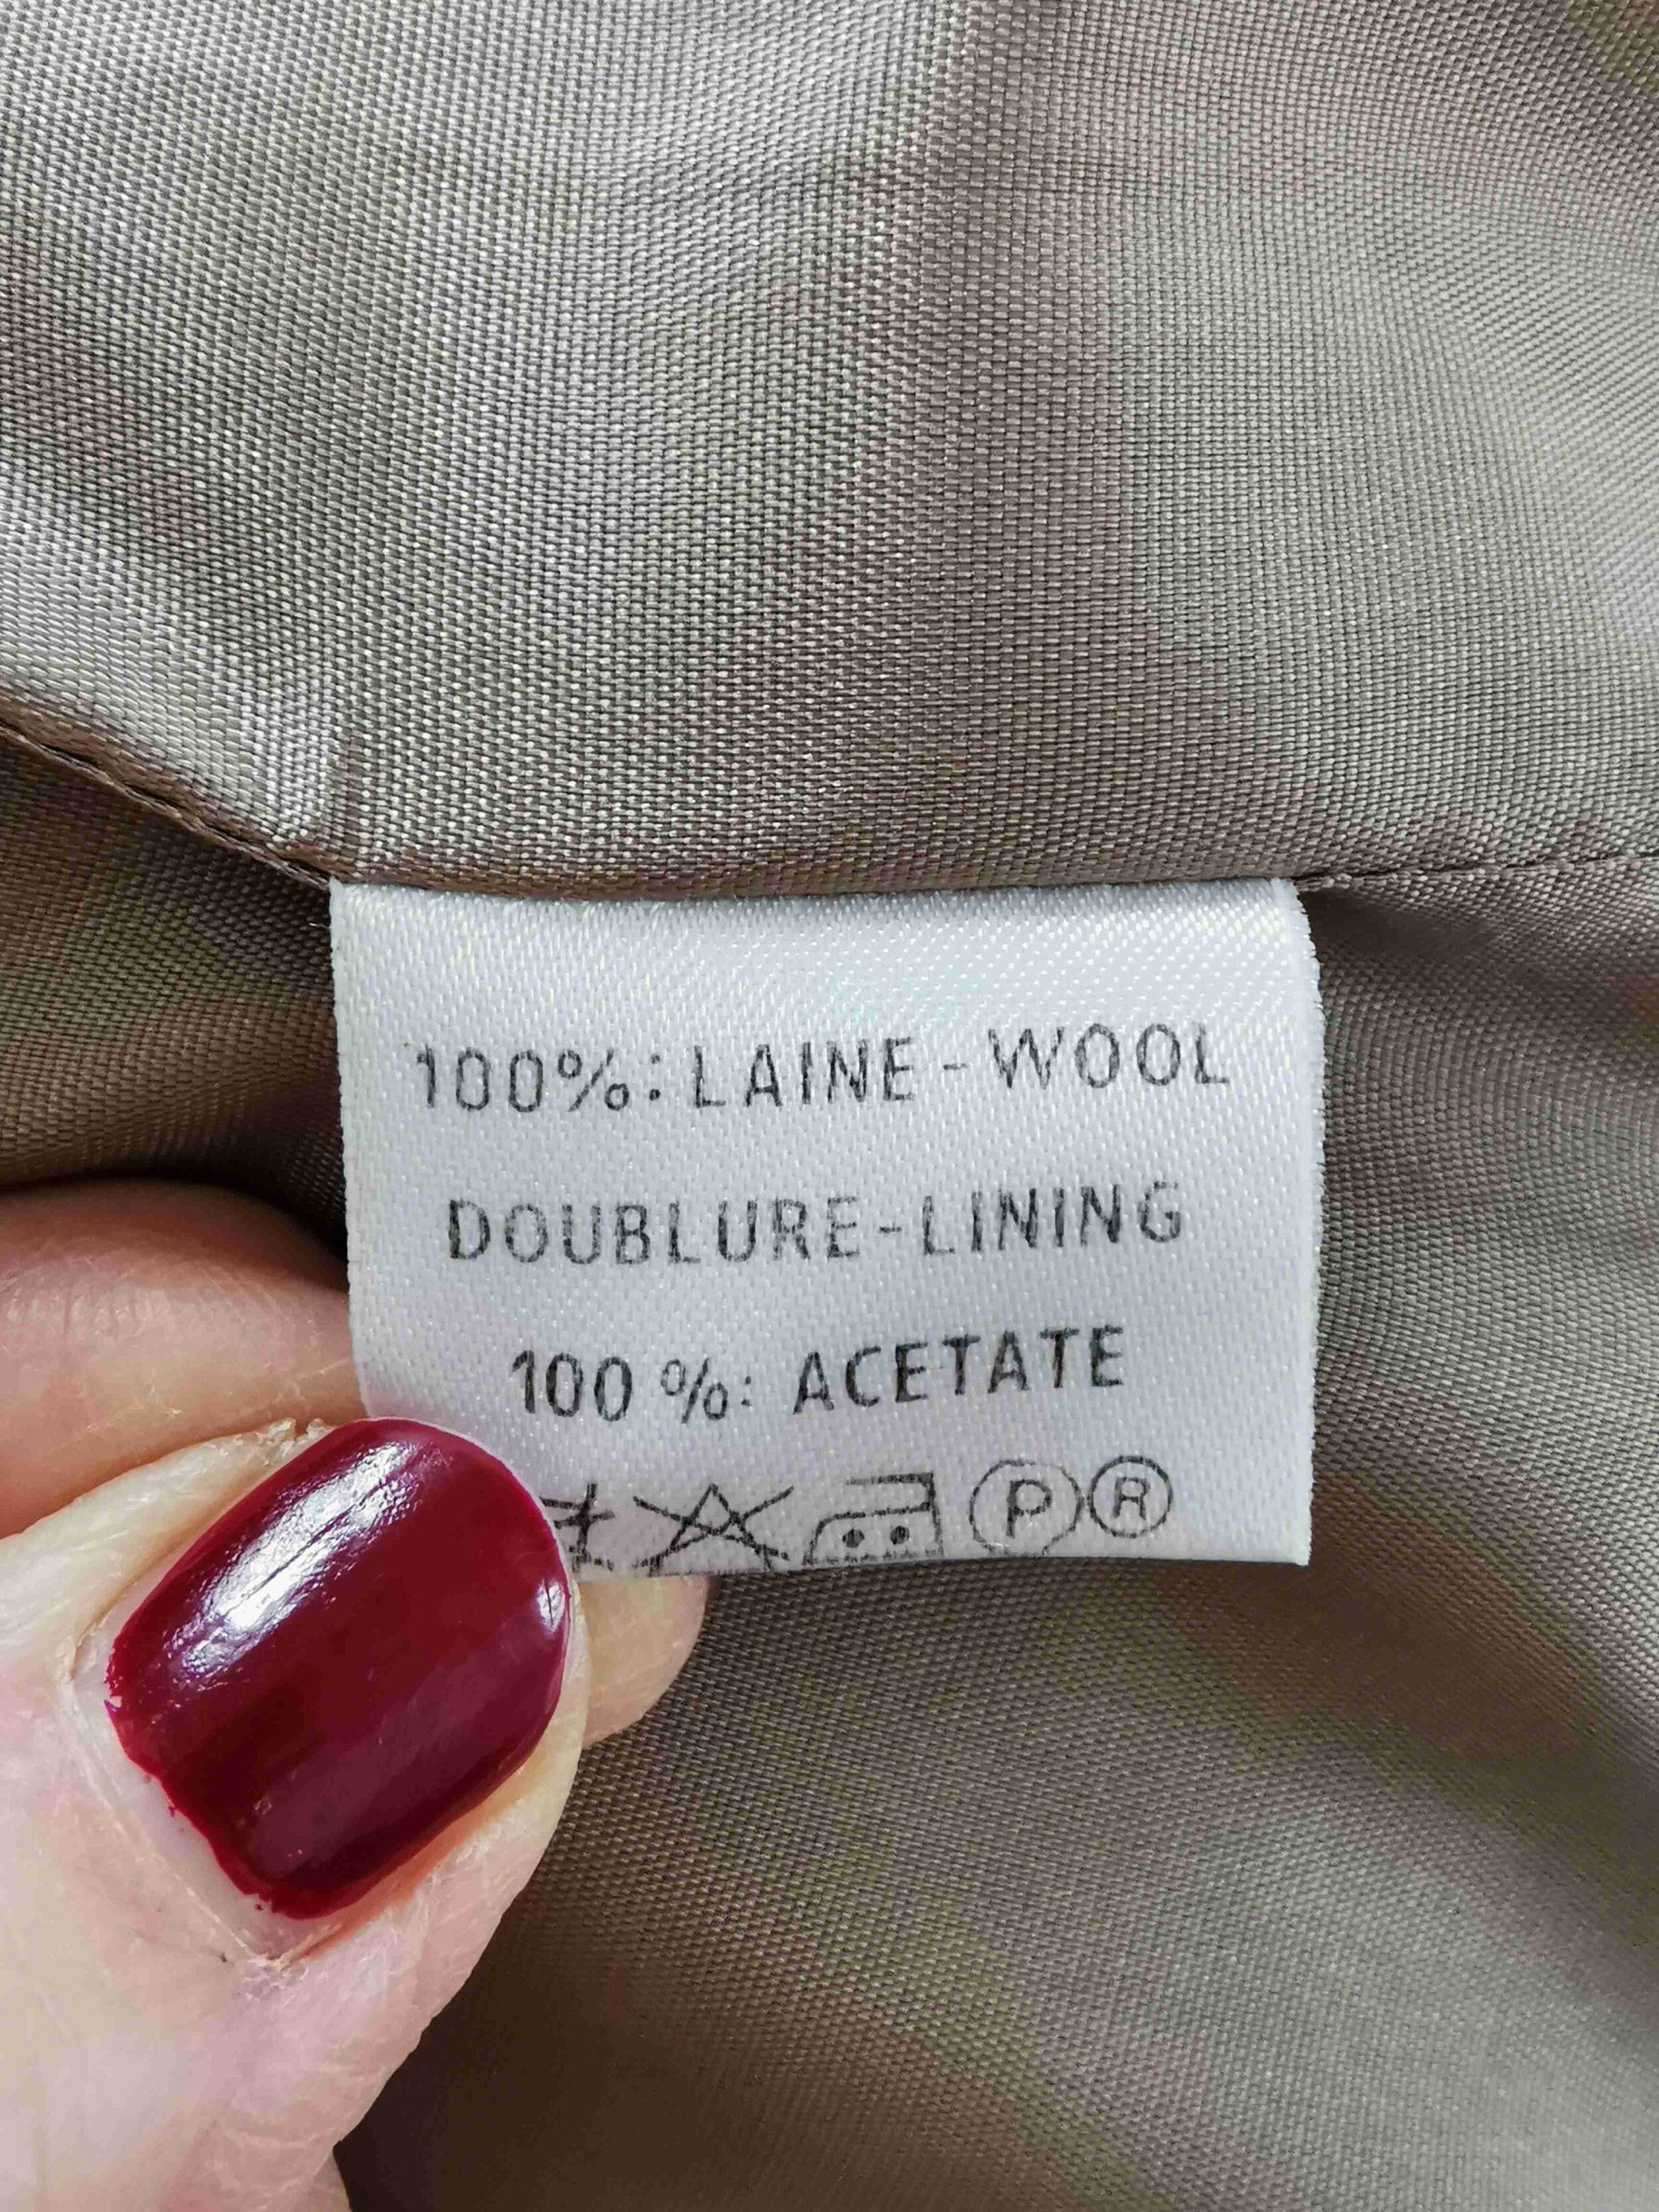 100%: LAINE - WOOL
DOUBLURE-LINING
100 %: ACETATE
P R